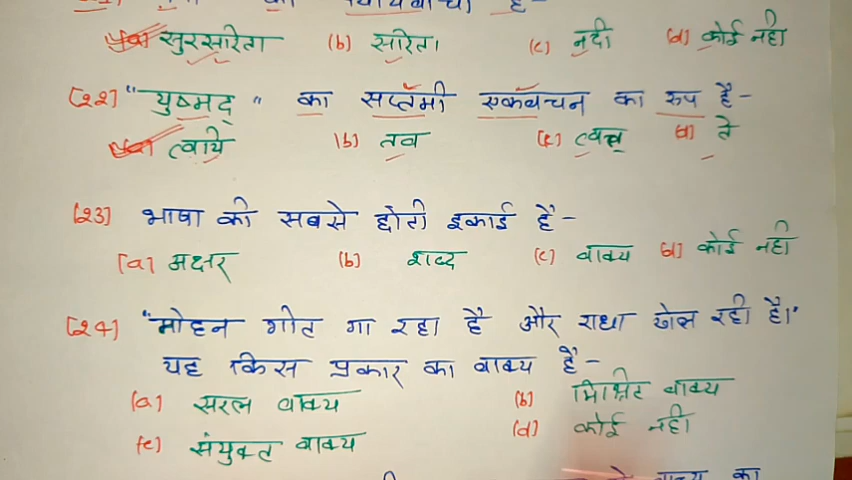 का है -
(a) सुरसरिता (b) सरिता (c) नदी (d) कोई नही
[22] "युष्मद्" का सप्तमी एकवचन का रूप है -
(a) त्वयि (b) तव (c) त्वत् (d) ते
[23] भाषा की सबसे छोटी इकाई है -
(a) अक्षर (b) शब्द (c) वाक्य (d) कोई नही
[24] "मोहन गीत गा रहा है और राधा खेल रही है।"
यह किस प्रकार का वाक्य है -
(a) सरल वाक्य (b) मिश्रित वाक्य
(c) संयुक्त वाक्य (d) कोई नही
वाक्य का